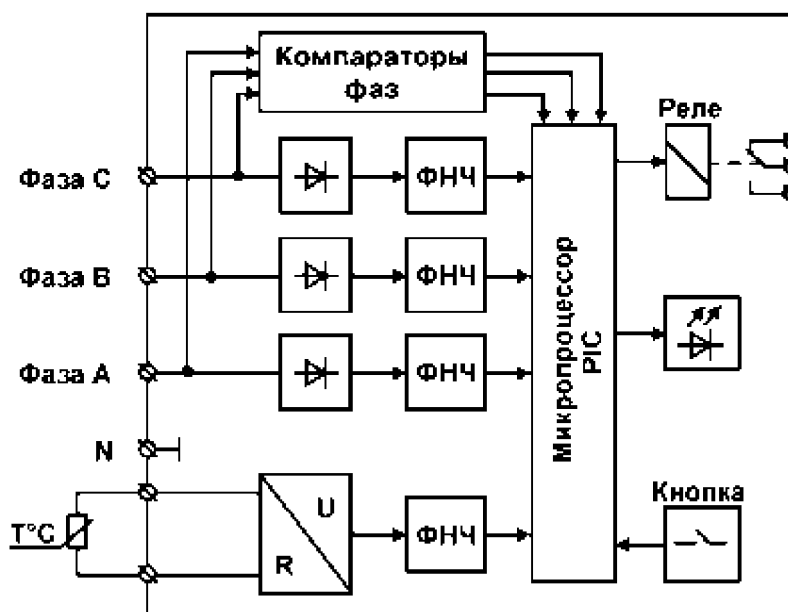 Компараторы
фаз
Реле
Фаза С
ФНЧ
Фаза В
ФНЧ
Фаза А
ФНЧ
Микропроцессор
PIC
N
Кнопка
T°C
U
R
ФНЧ